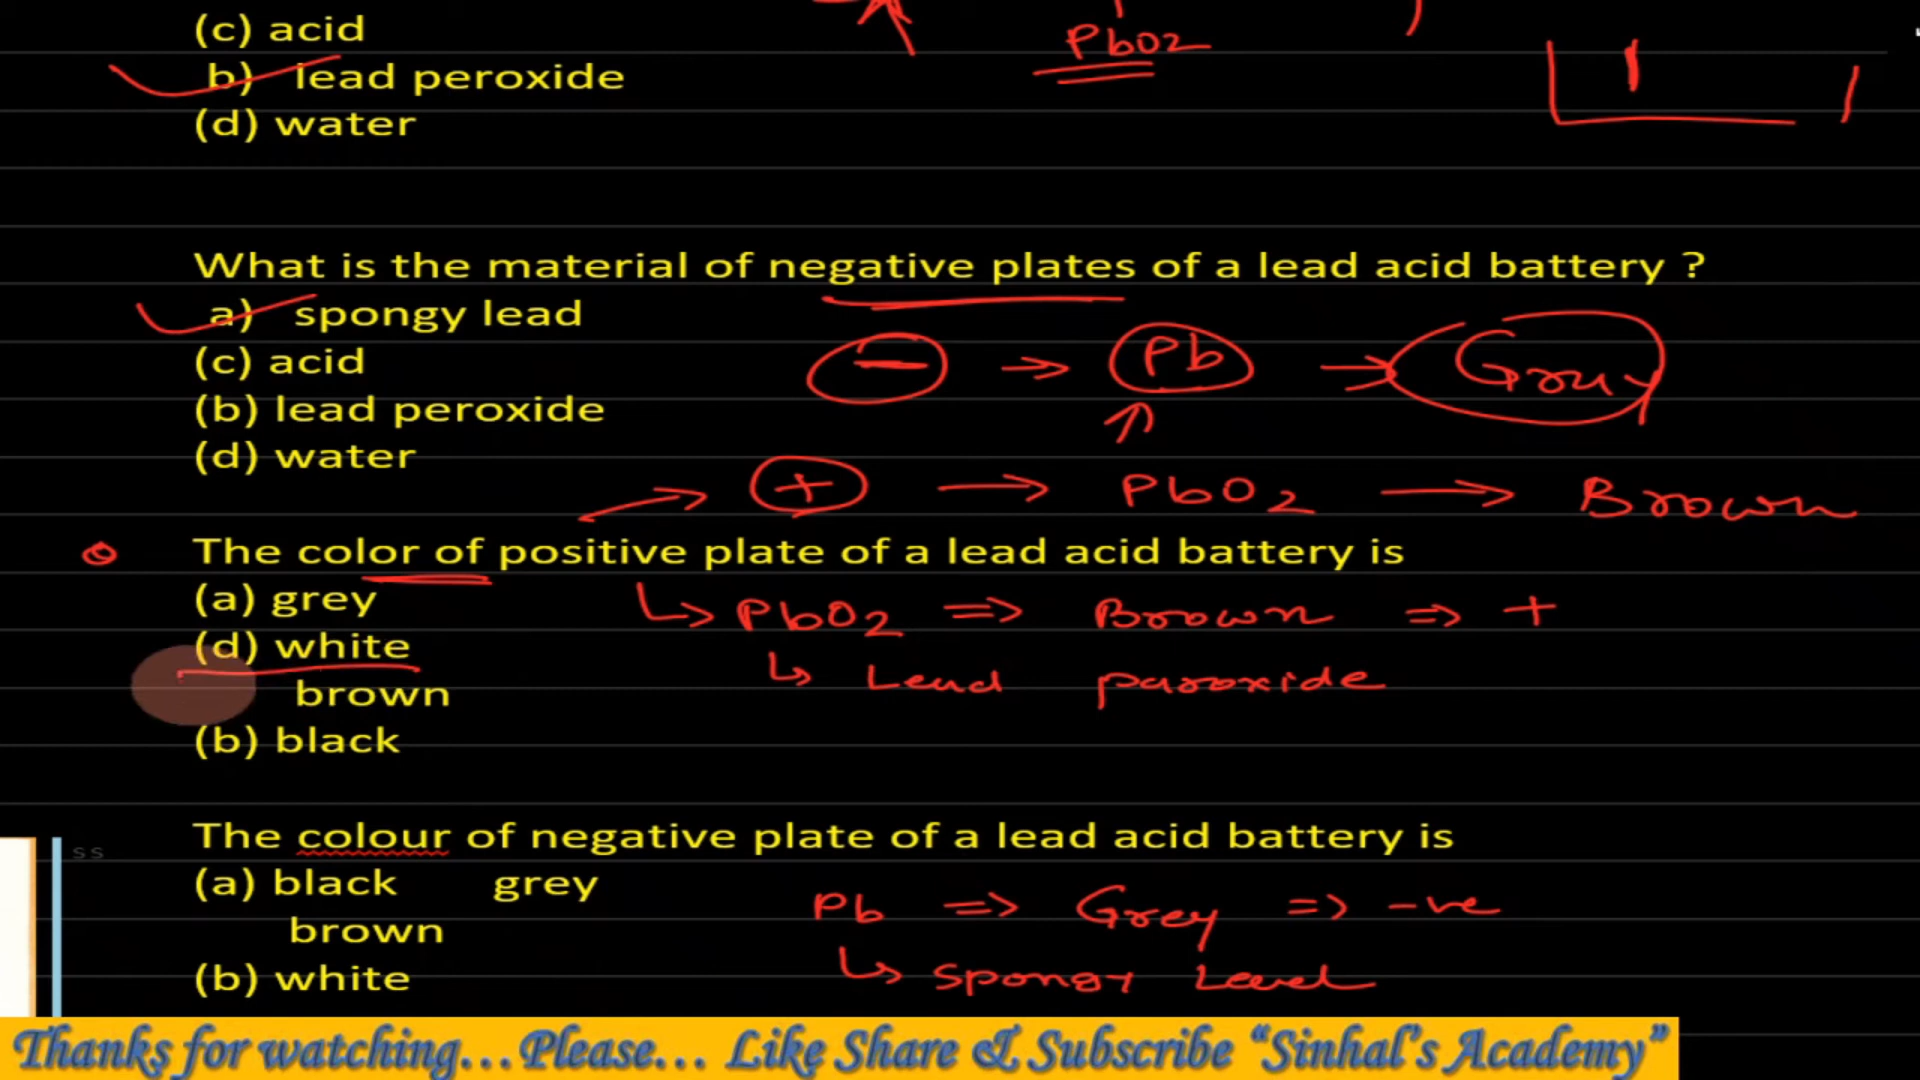 (c) acid
PbO2
b) lead peroxide
(d) water
What is the material of negative plates of a lead acid battery ?
a) spongy lead
(c) acid
− → Pb → Grey
(b) lead peroxide
(d) water
→ + → PbO2 → Brown
The color of positive plate of a lead acid battery is
(a) grey
↳ PbO2 ⇒ Brown ⇒ +
(d) white
↳ Lead paroxide
brown
(b) black
The colour of negative plate of a lead acid battery is
ss
(a) black grey
Pb ⇒ Grey ⇒ -ve
brown
(b) white
↳ Spongy Lead
Thanks for watching... Please... Like Share & Subscribe “Sinhal’s Academy”